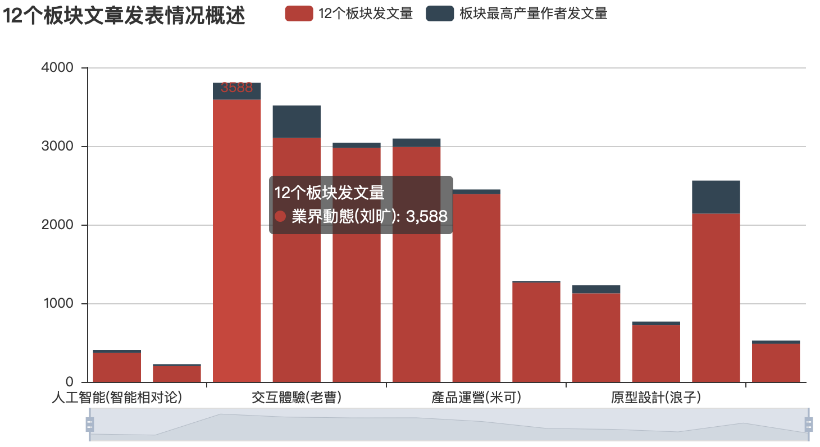 12个板块文章发表情况概述
12个板块发文量
板块最高产量作者发文量
4000
3588
3000
12个板块发文量
業界動態(刘旷): 3,588
2000
1000
0
人工智能(智能相对论)
交互體驗(老曹)
產品運營(米可)
原型設計(浪子)